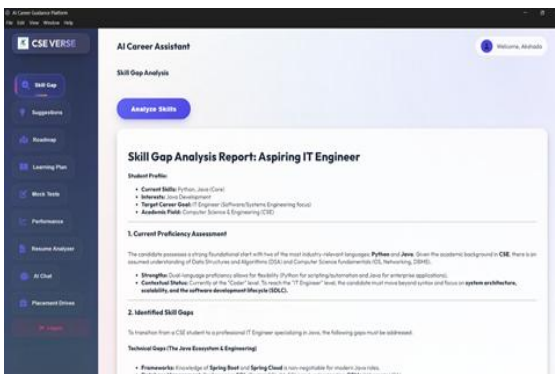 AI Career Guidance Platform
File Edit View Window Help
CSE VERSE
AI Career Assistant
Welcome, Akshada
Skill Gap Analysis
Skill Gap
Suggestions
Roadmap
Learning Plan
Mock Tests
Performance
Resume Analyzer
AI Chat
Placement Drives
Logout
Analyze Skills
Skill Gap Analysis Report: Aspiring IT Engineer
Student Profile:
• Current Skills: Python, Java (Core)
• Interests: Java Development
• Target Career Goal: IT Engineer (Software/Systems Engineering focus)
• Academic Field: Computer Science & Engineering (CSE)
1. Current Proficiency Assessment
The candidate possesses a strong foundational start with two of the most industry-relevant languages: Python and Java. Given the academic background in CSE, there is an
assumed understanding of Data Structures and Algorithms (DSA) and Computer Science fundamentals (OS, Networking, DBMS).
• Strengths: Dual-language proficiency allows for flexibility (Python for scripting/automation and Java for enterprise applications).
• Contextual Status: Currently at the "Coder" level. To reach the "IT Engineer" level, the candidate must move beyond syntax and focus on system architecture,
scalability, and the software development lifecycle (SDLC).
2. Identified Skill Gaps
To transition from a CSE student to a professional IT Engineer specializing in Java, the following gaps must be addressed.
Technical Gaps (The Java Ecosystem & Engineering)
• Frameworks: Knowledge of Spring Boot and Spring Cloud is non-negotiable for modern Java roles.